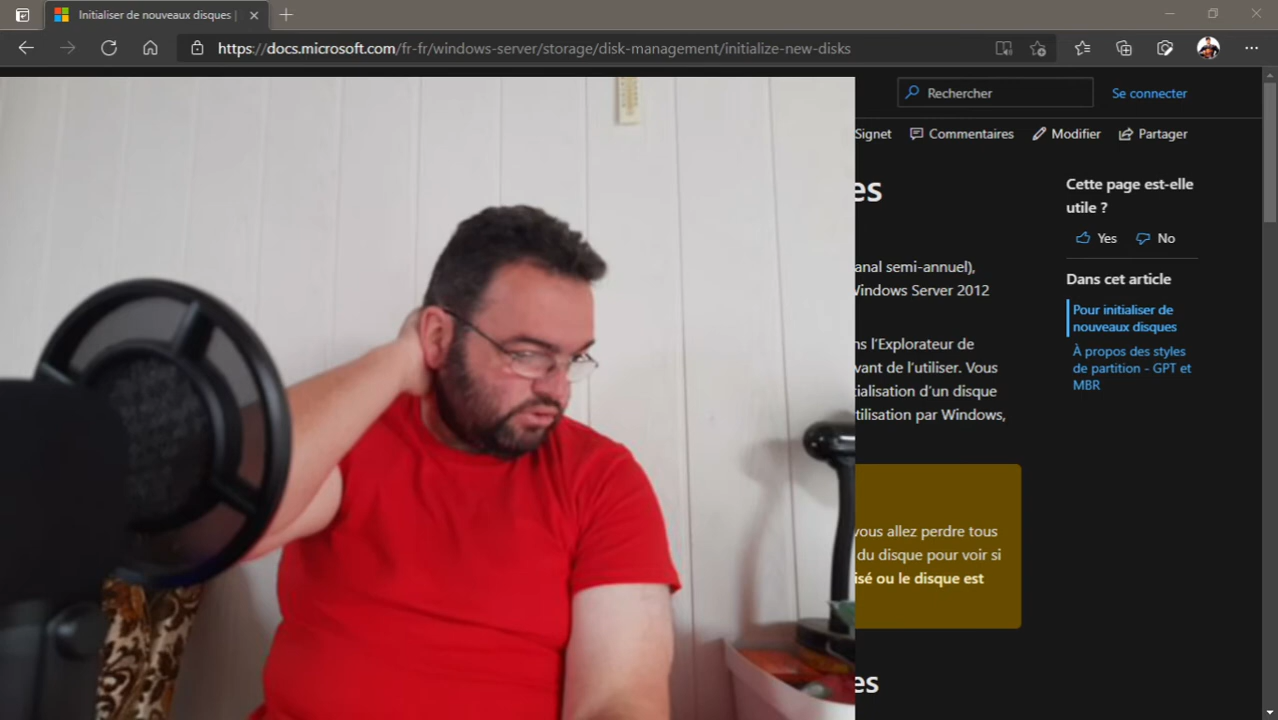 Initialiser de nouveaux disques |
https://docs.microsoft.com/fr-fr/windows-server/storage/disk-management/initialize-new-disks
Rechercher
Se connecter
Signet
Commentaires
Modifier
Partager
es
anal semi-annuel),
Windows Server 2012
ns l'Explorateur de
avant de l'utiliser. Vous
ialisation d'un disque
tilisation par Windows,
vous allez perdre tous
du disque pour voir si
isé ou le disque est
es
Cette page est-elle
utile ?
Yes
No
Dans cet article
Pour initialiser de
nouveaux disques
À propos des styles
de partition - GPT et
MBR